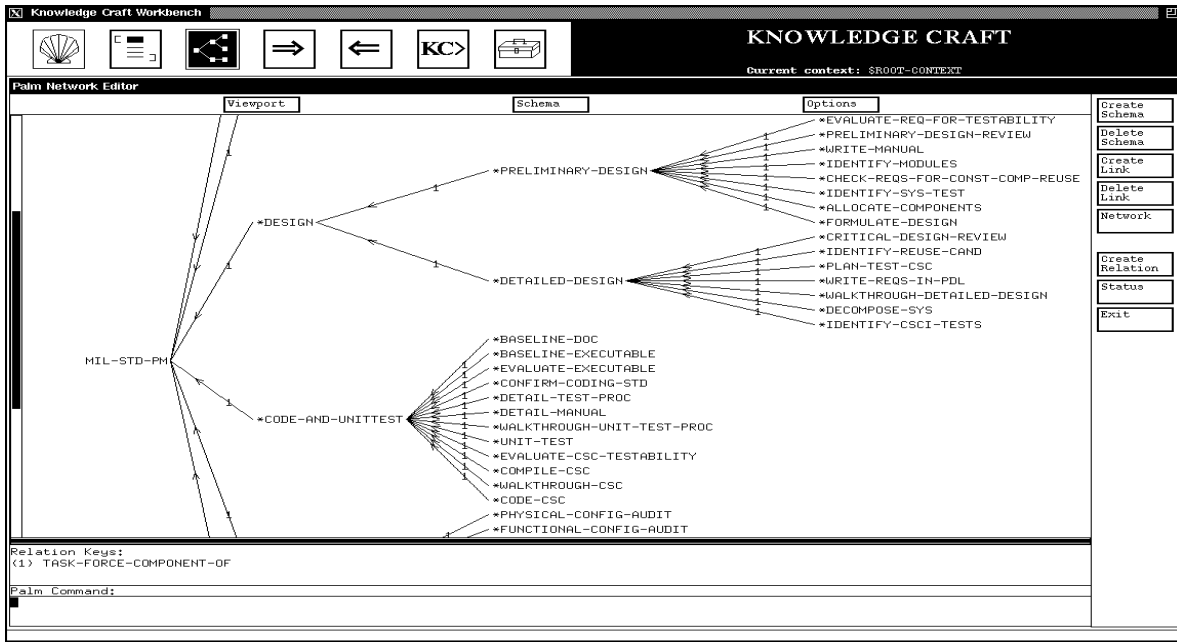 X Knowledge Craft Workbench
KC>
KNOWLEDGE CRAFT
Current context: $ROOT-CONTEXT
Palm Network Editor
Viewport
Schema
Options
Create Schema
Delete Schema
Create Link
Delete Link
Network
Create Relation
Status
Exit
MIL-STD-PM
*DESIGN
*PRELIMINARY-DESIGN
*EVALUATE-REQ-FOR-TESTABILITY
*PRELIMINARY-DESIGN-REVIEW
*WRITE-MANUAL
*IDENTIFY-MODULES
*CHECK-REQS-FOR-CONST-COMP-REUSE
*IDENTIFY-SYS-TEST
*ALLOCATE-COMPONENTS
*FORMULATE-DESIGN
*DETAILED-DESIGN
*CRITICAL-DESIGN-REVIEW
*IDENTIFY-REUSE-CAND
*PLAN-TEST-CSC
*WRITE-REQS-IN-PDL
*WALKTHROUGH-DETAILED-DESIGN
*DECOMPOSE-SYS
*IDENTIFY-CSCI-TESTS
*CODE-AND-UNITTEST
*BASELINE-DOC
*BASELINE-EXECUTABLE
*EVALUATE-EXECUTABLE
*CONFIRM-CODING-STD
*DETAIL-TEST-PROC
*DETAIL-MANUAL
*WALKTHROUGH-UNIT-TEST-PROC
*UNIT-TEST
*EVALUATE-CSC-TESTABILITY
*COMPILE-CSC
*WALKTHROUGH-CSC
*CODE-CSC
*PHYSICAL-CONFIG-AUDIT
*FUNCTIONAL-CONFIG-AUDIT
Relation Keys:
(1) TASK-FORCE-COMPONENT-OF
Palm Command: